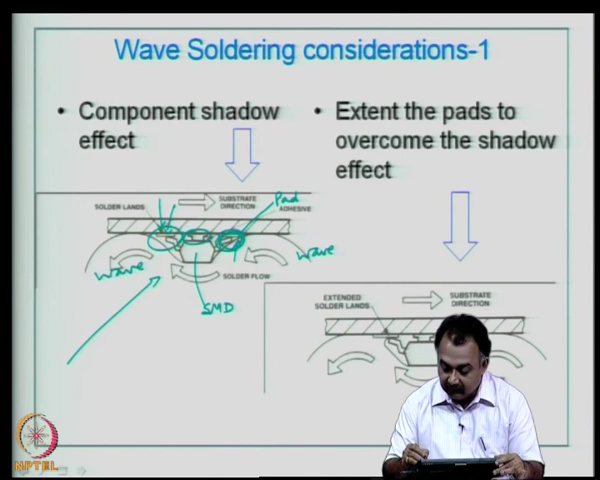 Wave Soldering considerations-1
• Component shadow
effect
• Extent the pads to
overcome the shadow
effect
SOLDER LANDS
SUBSTRATE
DIRECTION
Pad
ADHESIVE
Wave
Wave
SOLDER FLOW
SMD
EXTENDED
SOLDER LANDS
SUBSTRATE
DIRECTION
NPTEL